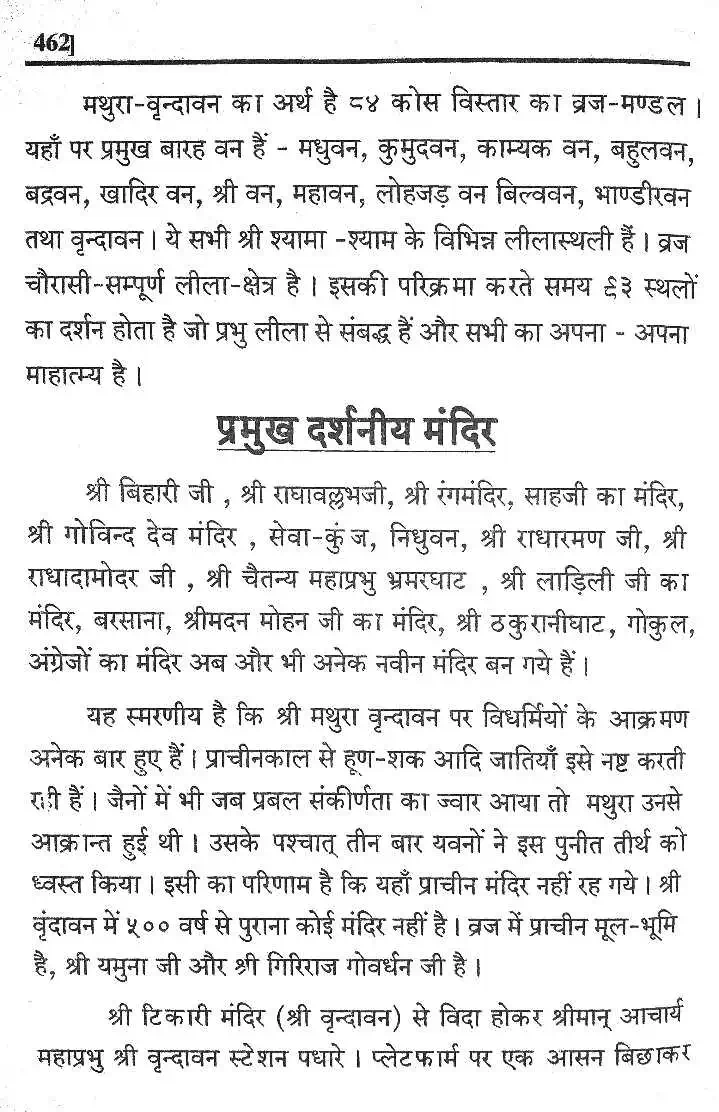 462]
मथुरा-वृन्दावन का अर्थ है ८४ कोस विस्तार का व्रज-मण्डल ।
यहाँ पर प्रमुख बारह वन हैं - मधुवन, कुमुदवन, काम्यक वन, बहुलवन,
बद्रवन, खादिर वन, श्री वन, महावन, लोहजड़ वन बिल्ववन, भाण्डीरवन
तथा वृन्दावन । ये सभी श्री श्यामा -श्याम के विभिन्न लीलास्थली हैं । व्रज
चौरासी-सम्पूर्ण लीला-क्षेत्र है । इसकी परिक्रमा करते समय ९३ स्थलों
का दर्शन होता है जो प्रभु लीला से संबद्ध हैं और सभी का अपना - अपना
माहात्म्य है ।
प्रमुख दर्शनीय मंदिर
श्री बिहारी जी , श्री राघावल्लभजी, श्री रंगमंदिर, साहजी का मंदिर,
श्री गोविन्द देव मंदिर , सेवा-कुंज, निधुवन, श्री राधारमण जी, श्री
राधादामोदर जी , श्री चैतन्य महाप्रभु भ्रमरघाट , श्री लाड़िली जी का
मंदिर, बरसाना, श्रीमदन मोहन जी का मंदिर, श्री ठकुरानीघाट, गोकुल,
अंग्रेजों का मंदिर अब और भी अनेक नवीन मंदिर बन गये हैं ।
यह स्मरणीय है कि श्री मथुरा वृन्दावन पर विधर्मियों के आक्रमण
अनेक बार हुए हैं । प्राचीनकाल से हूण-शक आदि जातियाँ इसे नष्ट करती
रही हैं । जैनों में भी जब प्रबल संकीर्णता का ज्वार आया तो मथुरा उनसे
आक्रान्त हुई थी । उसके पश्चात् तीन बार यवनों ने इस पुनीत तीर्थ को
ध्वस्त किया । इसी का परिणाम है कि यहाँ प्राचीन मंदिर नहीं रह गये । श्री
वृंदावन में ५०० वर्ष से पुराना कोई मंदिर नहीं है । व्रज में प्राचीन मूल-भूमि
है, श्री यमुना जी और श्री गिरिराज गोवर्धन जी है ।
श्री टिकारी मंदिर (श्री वृन्दावन) से विदा होकर श्रीमान् आचार्य
महाप्रभु श्री वृन्दावन स्टेशन पधारे । प्लेटफार्म पर एक आसन बिछाकर